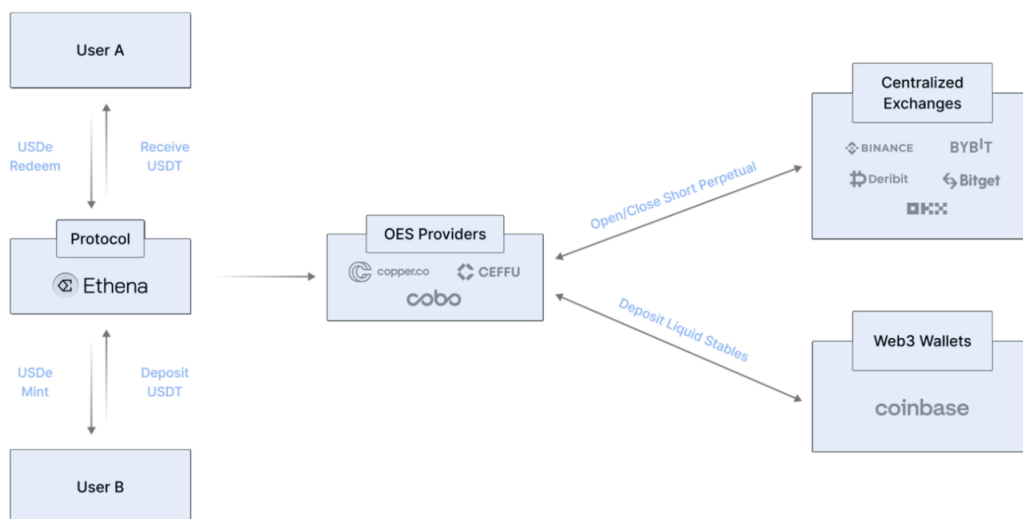 User A
USDe
Redeem
Receive
USDT
Protocol
Ethena
USDe
Mint
Deposit
USDT
User B
OES Providers
copper.co
CEFFU
cobo
Open/Close Short Perpetual
Deposit Liquid Stables
Centralized
Exchanges
BINANCE
BYBIT
Deribit
Bitget
OKX
Web3 Wallets
coinbase